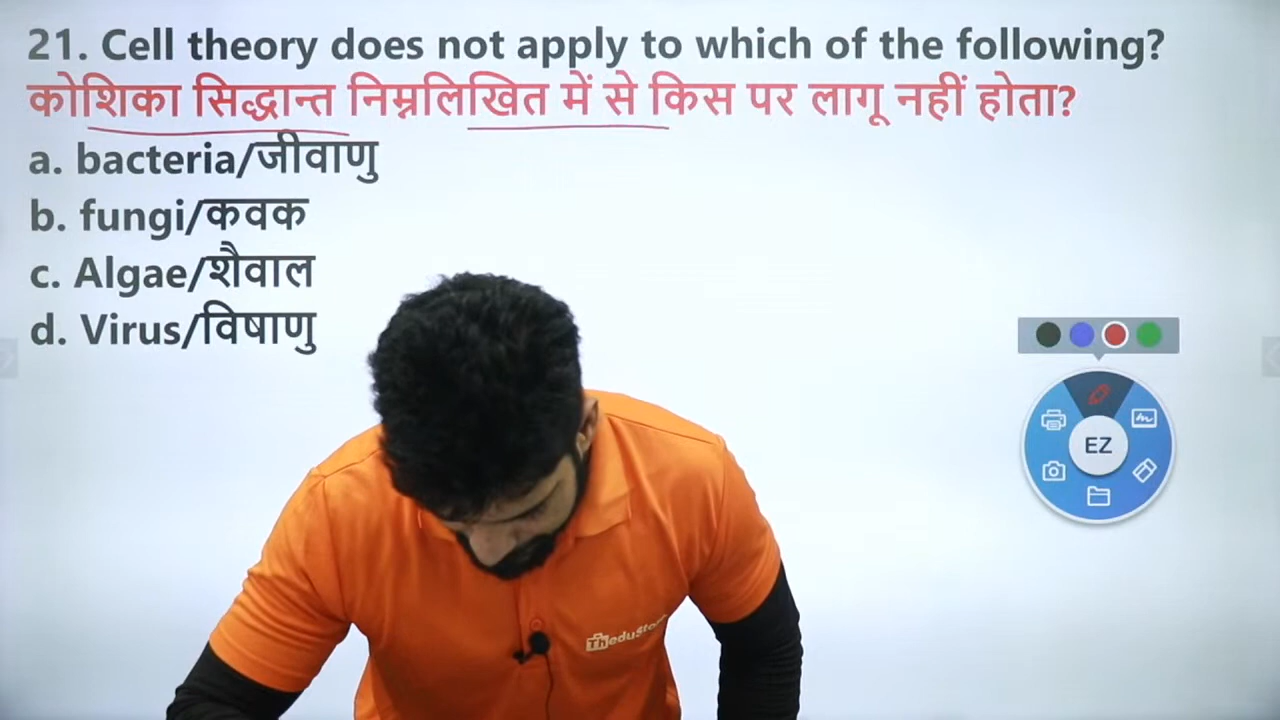 21. Cell theory does not apply to which of the following?
कोशिका सिद्धान्त निम्नलिखित में से किस पर लागू नहीं होता?
a. bacteria/जीवाणु
b. fungi/कवक
c. Algae/शैवाल
d. Virus/विषाणु
EZ